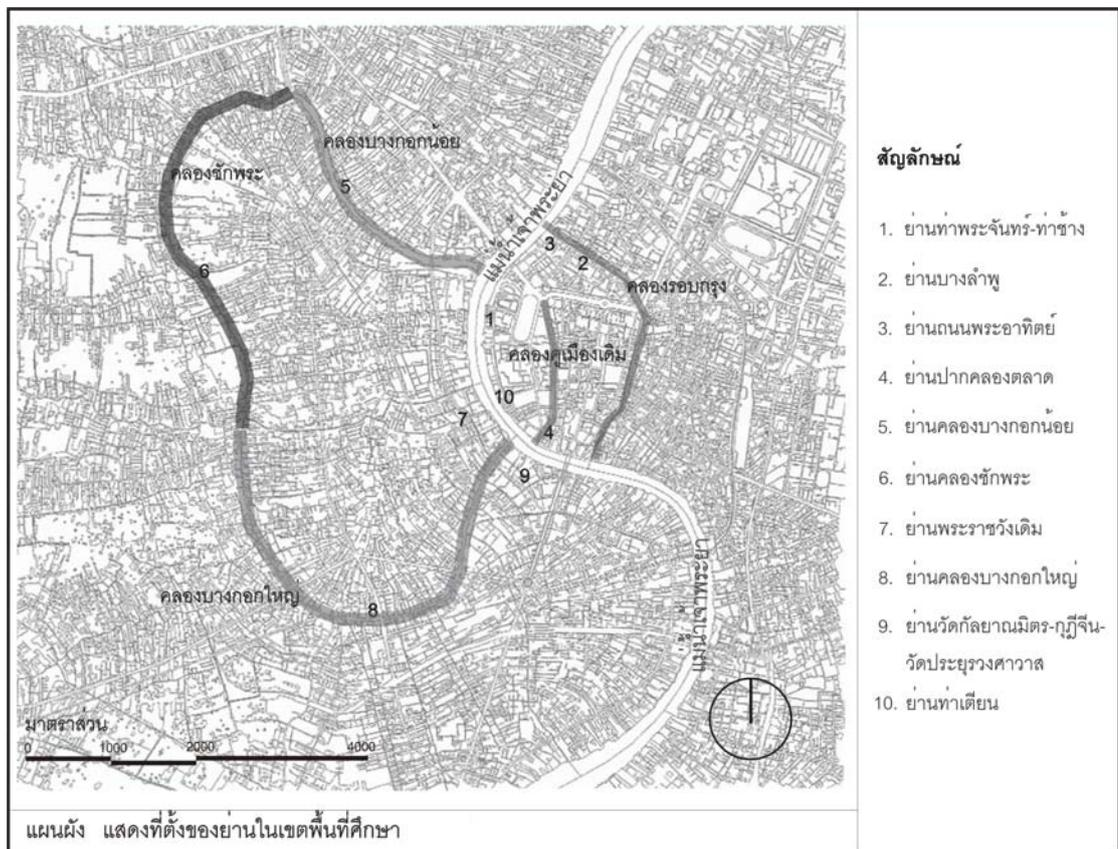 คลองบางกอกน้อย
คลองชักพระ
5
แม่น้ำเจ้าพระยา
3
2
6
คลองรอบกรุง
1
คลองคูเมืองเดิม
10
7
4
9
แม่น้ำเจ้าพระยา
คลองบางกอกใหญ่
8
มาตราส่วน
0 1000 2000 4000
แผนผัง แสดงที่ตั้งของย่านในเขตพื้นที่ศึกษา
สัญลักษณ์
1. ย่านท่าพระจันทร์-ท่าช้าง
2. ย่านบางลำพู
3. ย่านถนนพระอาทิตย์
4. ย่านปากคลองตลาด
5. ย่านคลองบางกอกน้อย
6. ย่านคลองชักพระ
7. ย่านพระราชวังเดิม
8. ย่านคลองบางกอกใหญ่
9. ย่านวัดกัลยาณมิตร-กุฎีจีน-
วัดประยุรวงศาวาส
10. ย่านท่าเตียน